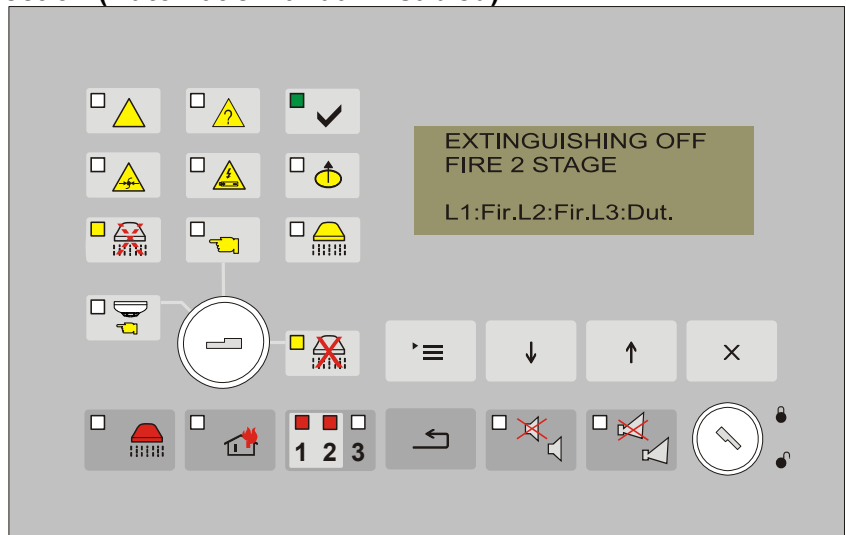 ?
EXTINGUISHING OFF
FIRE 2 STAGE
L1:Fir.L2:Fir.L3:Dut.
1 2 3